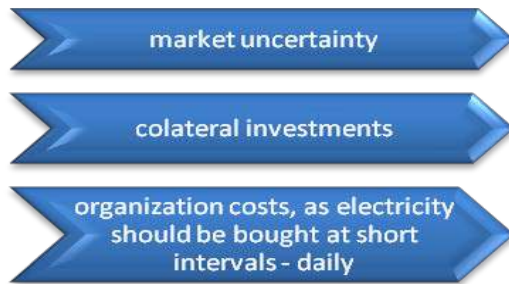 market uncertainty
colateral investments
organization costs, as electricity
should be bought at short
intervals - daily